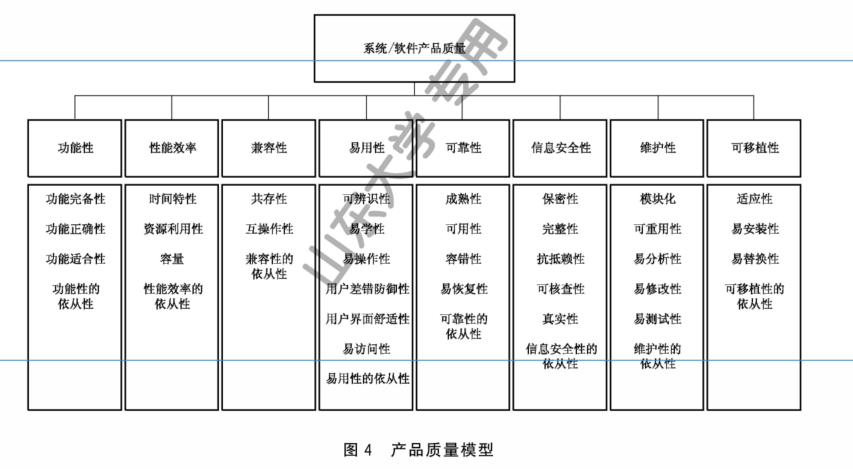 系统/软件产品质量
功能性
性能效率
兼容性
易用性
可靠性
信息安全性
维护性
可移植性
功能完备性
功能正确性
功能适合性
功能性的
依从性
时间特性
资源利用性
容量
性能效率的
依从性
共存性
互操作性
兼容性的
依从性
可辨识性
易学性
易操作性
用户差错防御性
用户界面舒适性
易访问性
易用性的依从性
成熟性
可用性
容错性
易恢复性
可靠性的
依从性
保密性
完整性
抗抵赖性
可核查性
真实性
信息安全性的
依从性
模块化
可重用性
易分析性
易修改性
易测试性
维护性的
依从性
适应性
易安装性
易替换性
可移植性的
依从性
山东大学 专用
图 4 产品质量模型